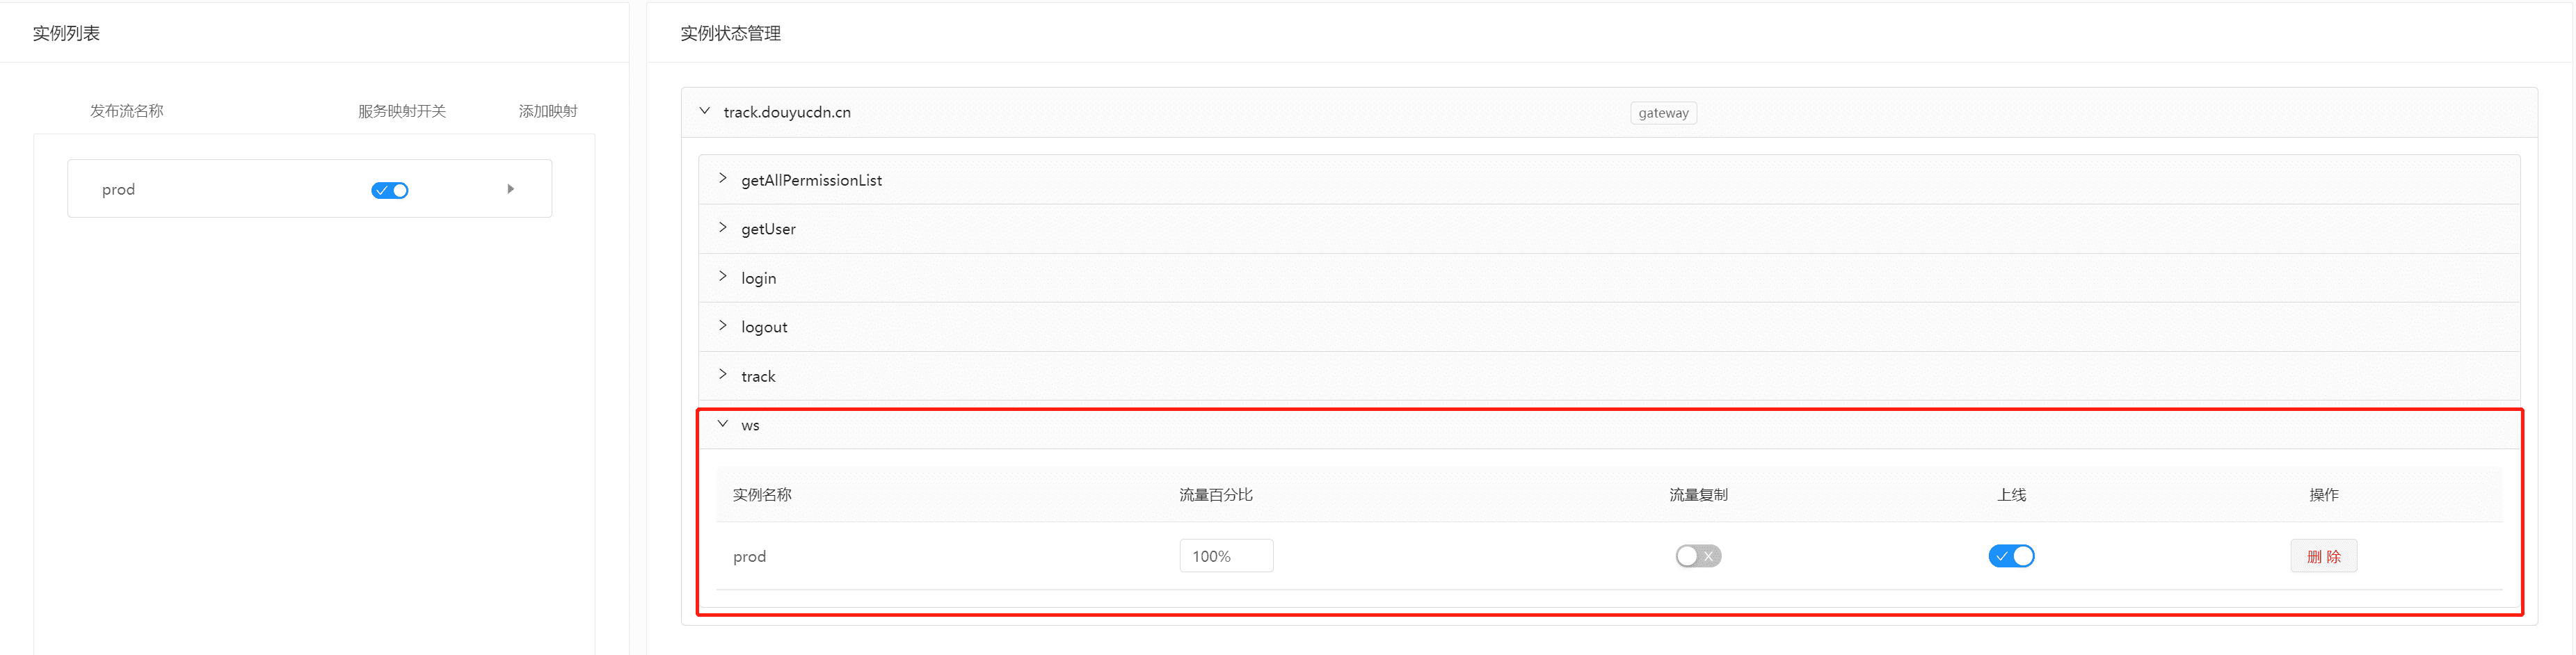 实例列表
发布流名称 服务映射开关 添加映射
prod
实例状态管理
track.douyucdn.cn gateway
getAllPermissionList
getUser
login
logout
track
ws
实例名称 流量百分比 流量复制 上线 操作
prod 100% 删 除